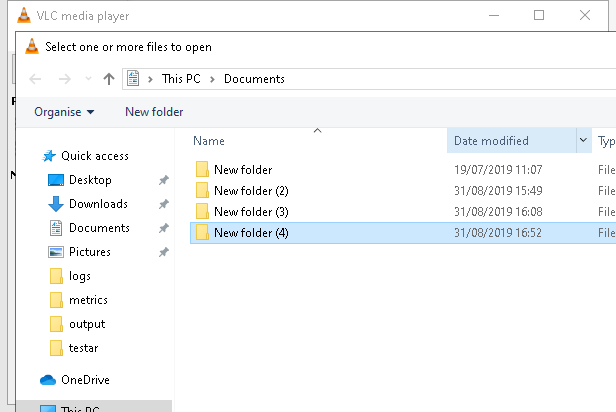 VLC media player
Select one or more files to open
This PC > Documents
Organise New folder
Name Date modified Typ
Quick access
Desktop
Downloads
Documents
Pictures
logs
metrics
output
testar
OneDrive
This PC
New folder 19/07/2019 11:07 File
New folder (2) 31/08/2019 15:49 File
New folder (3) 31/08/2019 16:08 File
New folder (4) 31/08/2019 16:52 File